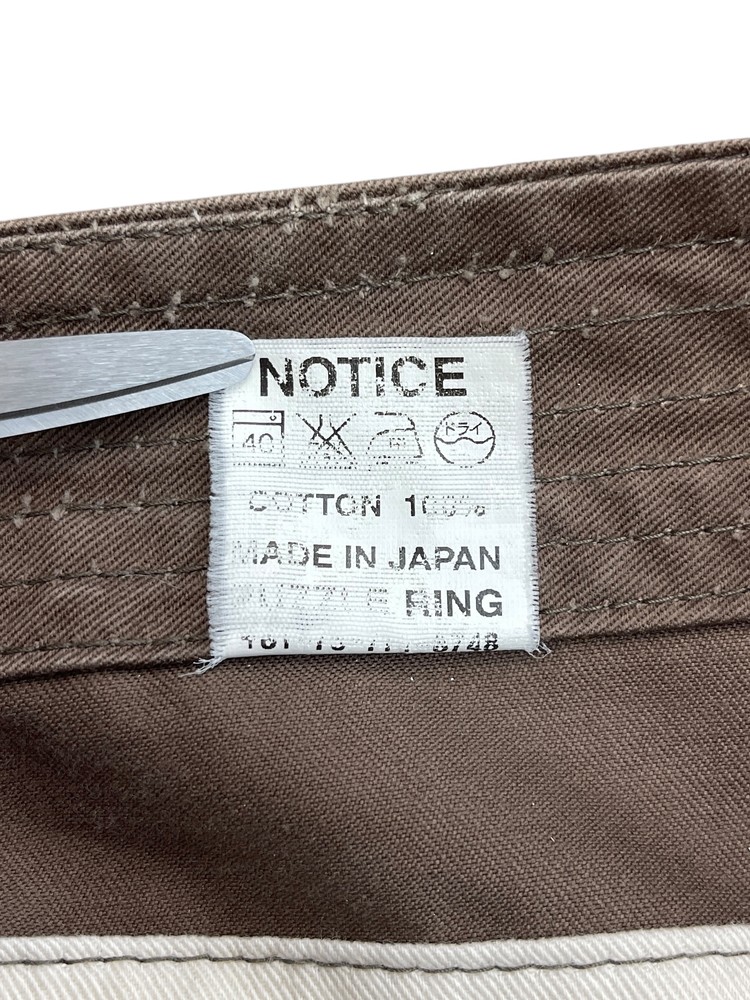 NOTICE
40 ドライ
COTTON 100%
MADE IN JAPAN
RING